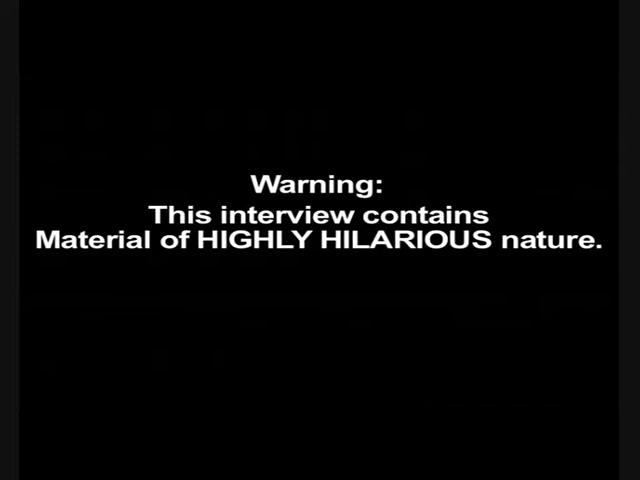 Warning:
This interview contains
Material of HIGHLY HILARIOUS nature.